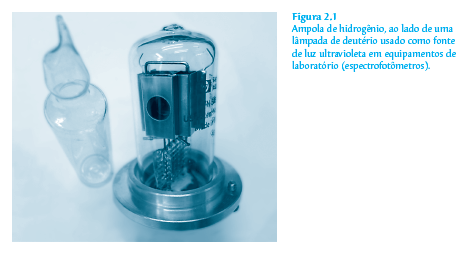 Figura 2.1
Ampola de hidrogênio, ao lado de uma
lâmpada de deutério usado como fonte
de luz ultravioleta em equipamentos de
laboratório (espectrofotômetros).